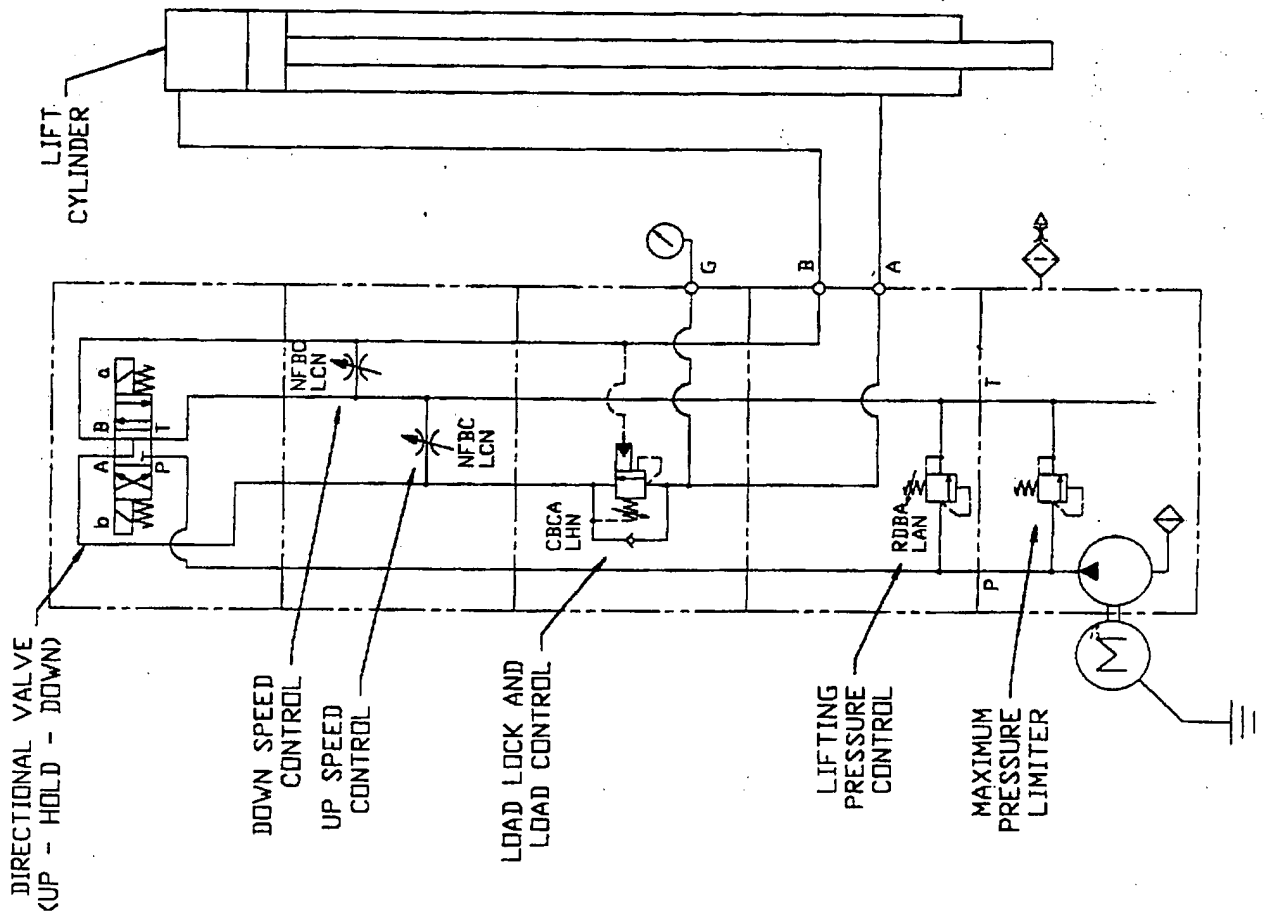 LIFT
CYLINDER
DIRECTIONAL VALVE
(UP - HOLD - DOWN)
b
A
B
a
P
T
DOWN SPEED
CONTROL
NFBC
LCN
UP SPEED
CONTROL
NFBC
LCN
LOAD LOCK AND
LOAD CONTROL
CBCA
LHN
G
B
A
LIFTING
PRESSURE
CONTROL
RDBA
LAN
P
T
MAXIMUM
PRESSURE
LIMITER
M